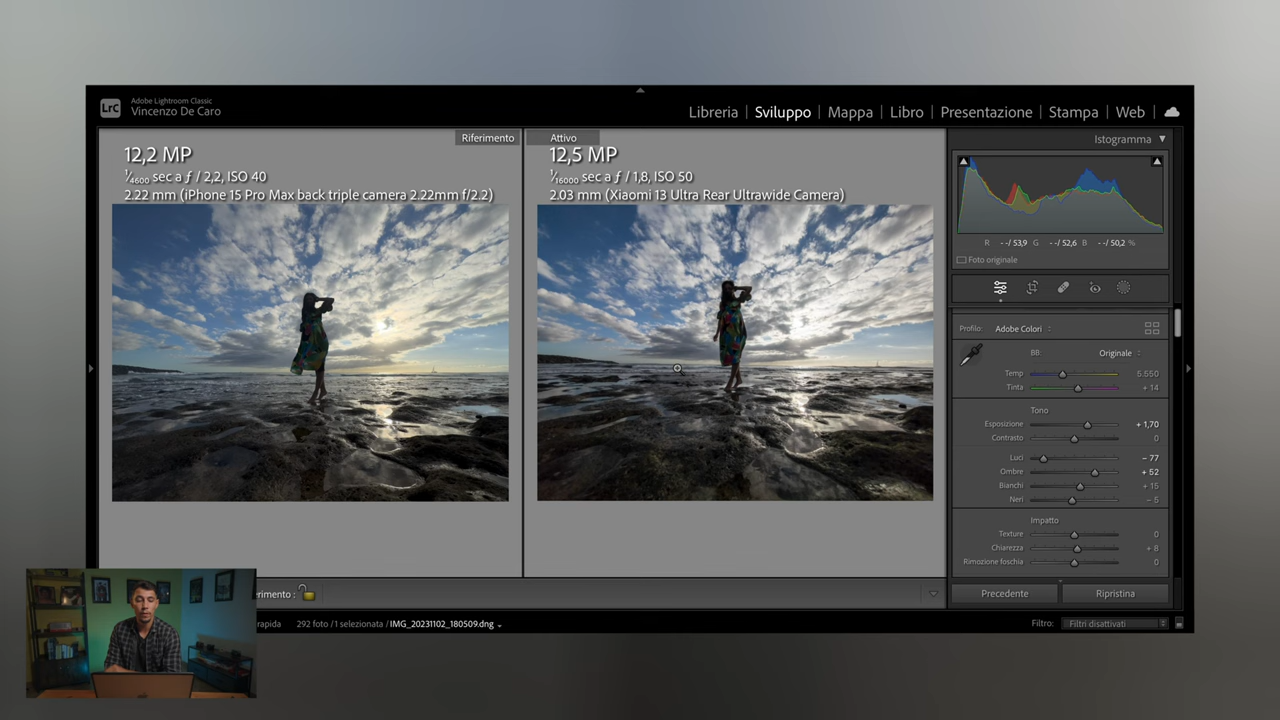 LrC
Adobe Lightroom Classic
Vincenzo De Caro
Libreria | Sviluppo | Mappa | Libro | Presentazione | Stampa | Web
Riferimento
12,2 MP
1/4600 sec a ƒ / 2,2, ISO 40
2.22 mm (iPhone 15 Pro Max back triple camera 2.22mm f/2.2)
Attivo
12,5 MP
1/16000 sec a ƒ / 1,8, ISO 50
2.03 mm (Xiaomi 13 Ultra Rear Ultrawide Camera)
Istogramma
R --/ 53,9 G --/ 52,6 B --/ 50,2 %
Foto originale
Profilo: Adobe Colori
BB: Originale
Temp 5.550
Tinta + 14
Tono
Esposizione + 1,70
Contrasto 0
Luci − 77
Ombre + 52
Bianchi + 15
Neri − 5
Impatto
Texture 0
Chiarezza + 8
Rimozione foschia 0
Precedente Ripristina
erimento :
rapida 292 foto /1 selezionata /IMG_20231102_180509.dng
Filtro: Filtri disattivati